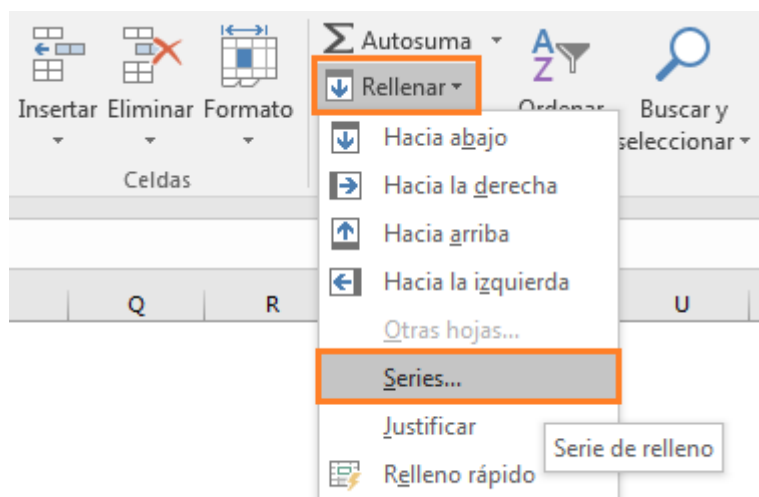 Autosuma
Rellenar
Insertar Eliminar Formato
Ordenar
Buscar y
seleccionar
Celdas
Hacia abajo
Hacia la derecha
Hacia arriba
Hacia la izquierda
Q R U
Otras hojas...
Series...
Justificar
Serie de relleno
Relleno rápido